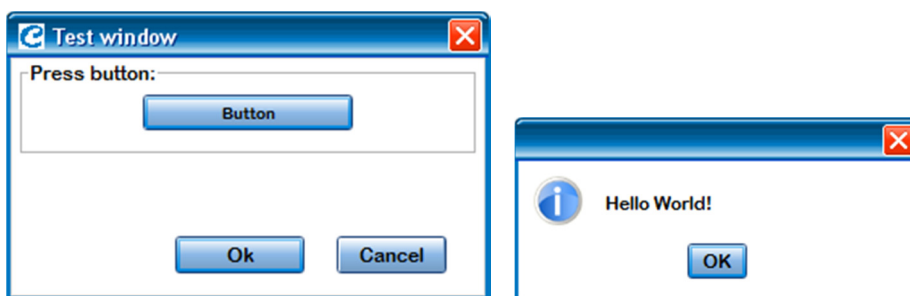 Test window
Press button:
Button
Ok Cancel
Hello World!
OK